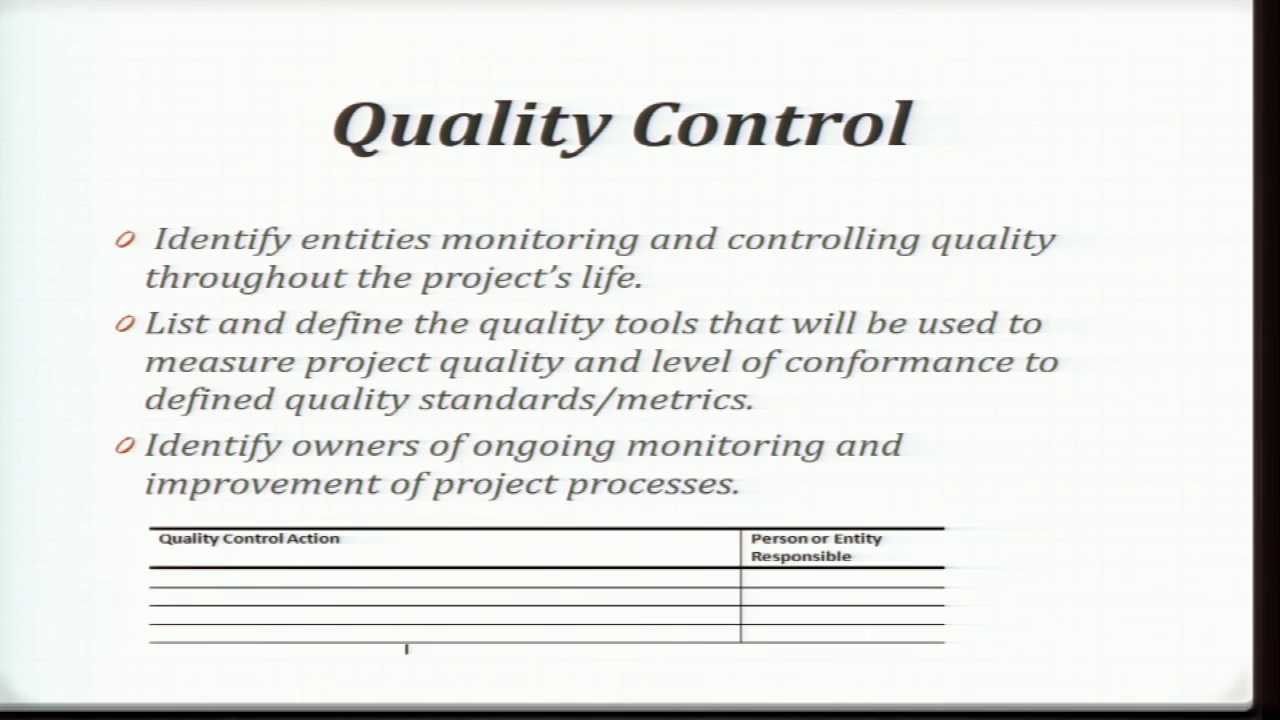 Quality Control
Identify entities monitoring and controlling quality
throughout the project's life.
List and define the quality tools that will be used to
measure project quality and level of conformance to
defined quality standards/metrics.
Identify owners of ongoing monitoring and
improvement of project processes.
Quality Control Action
Person or Entity
Responsible